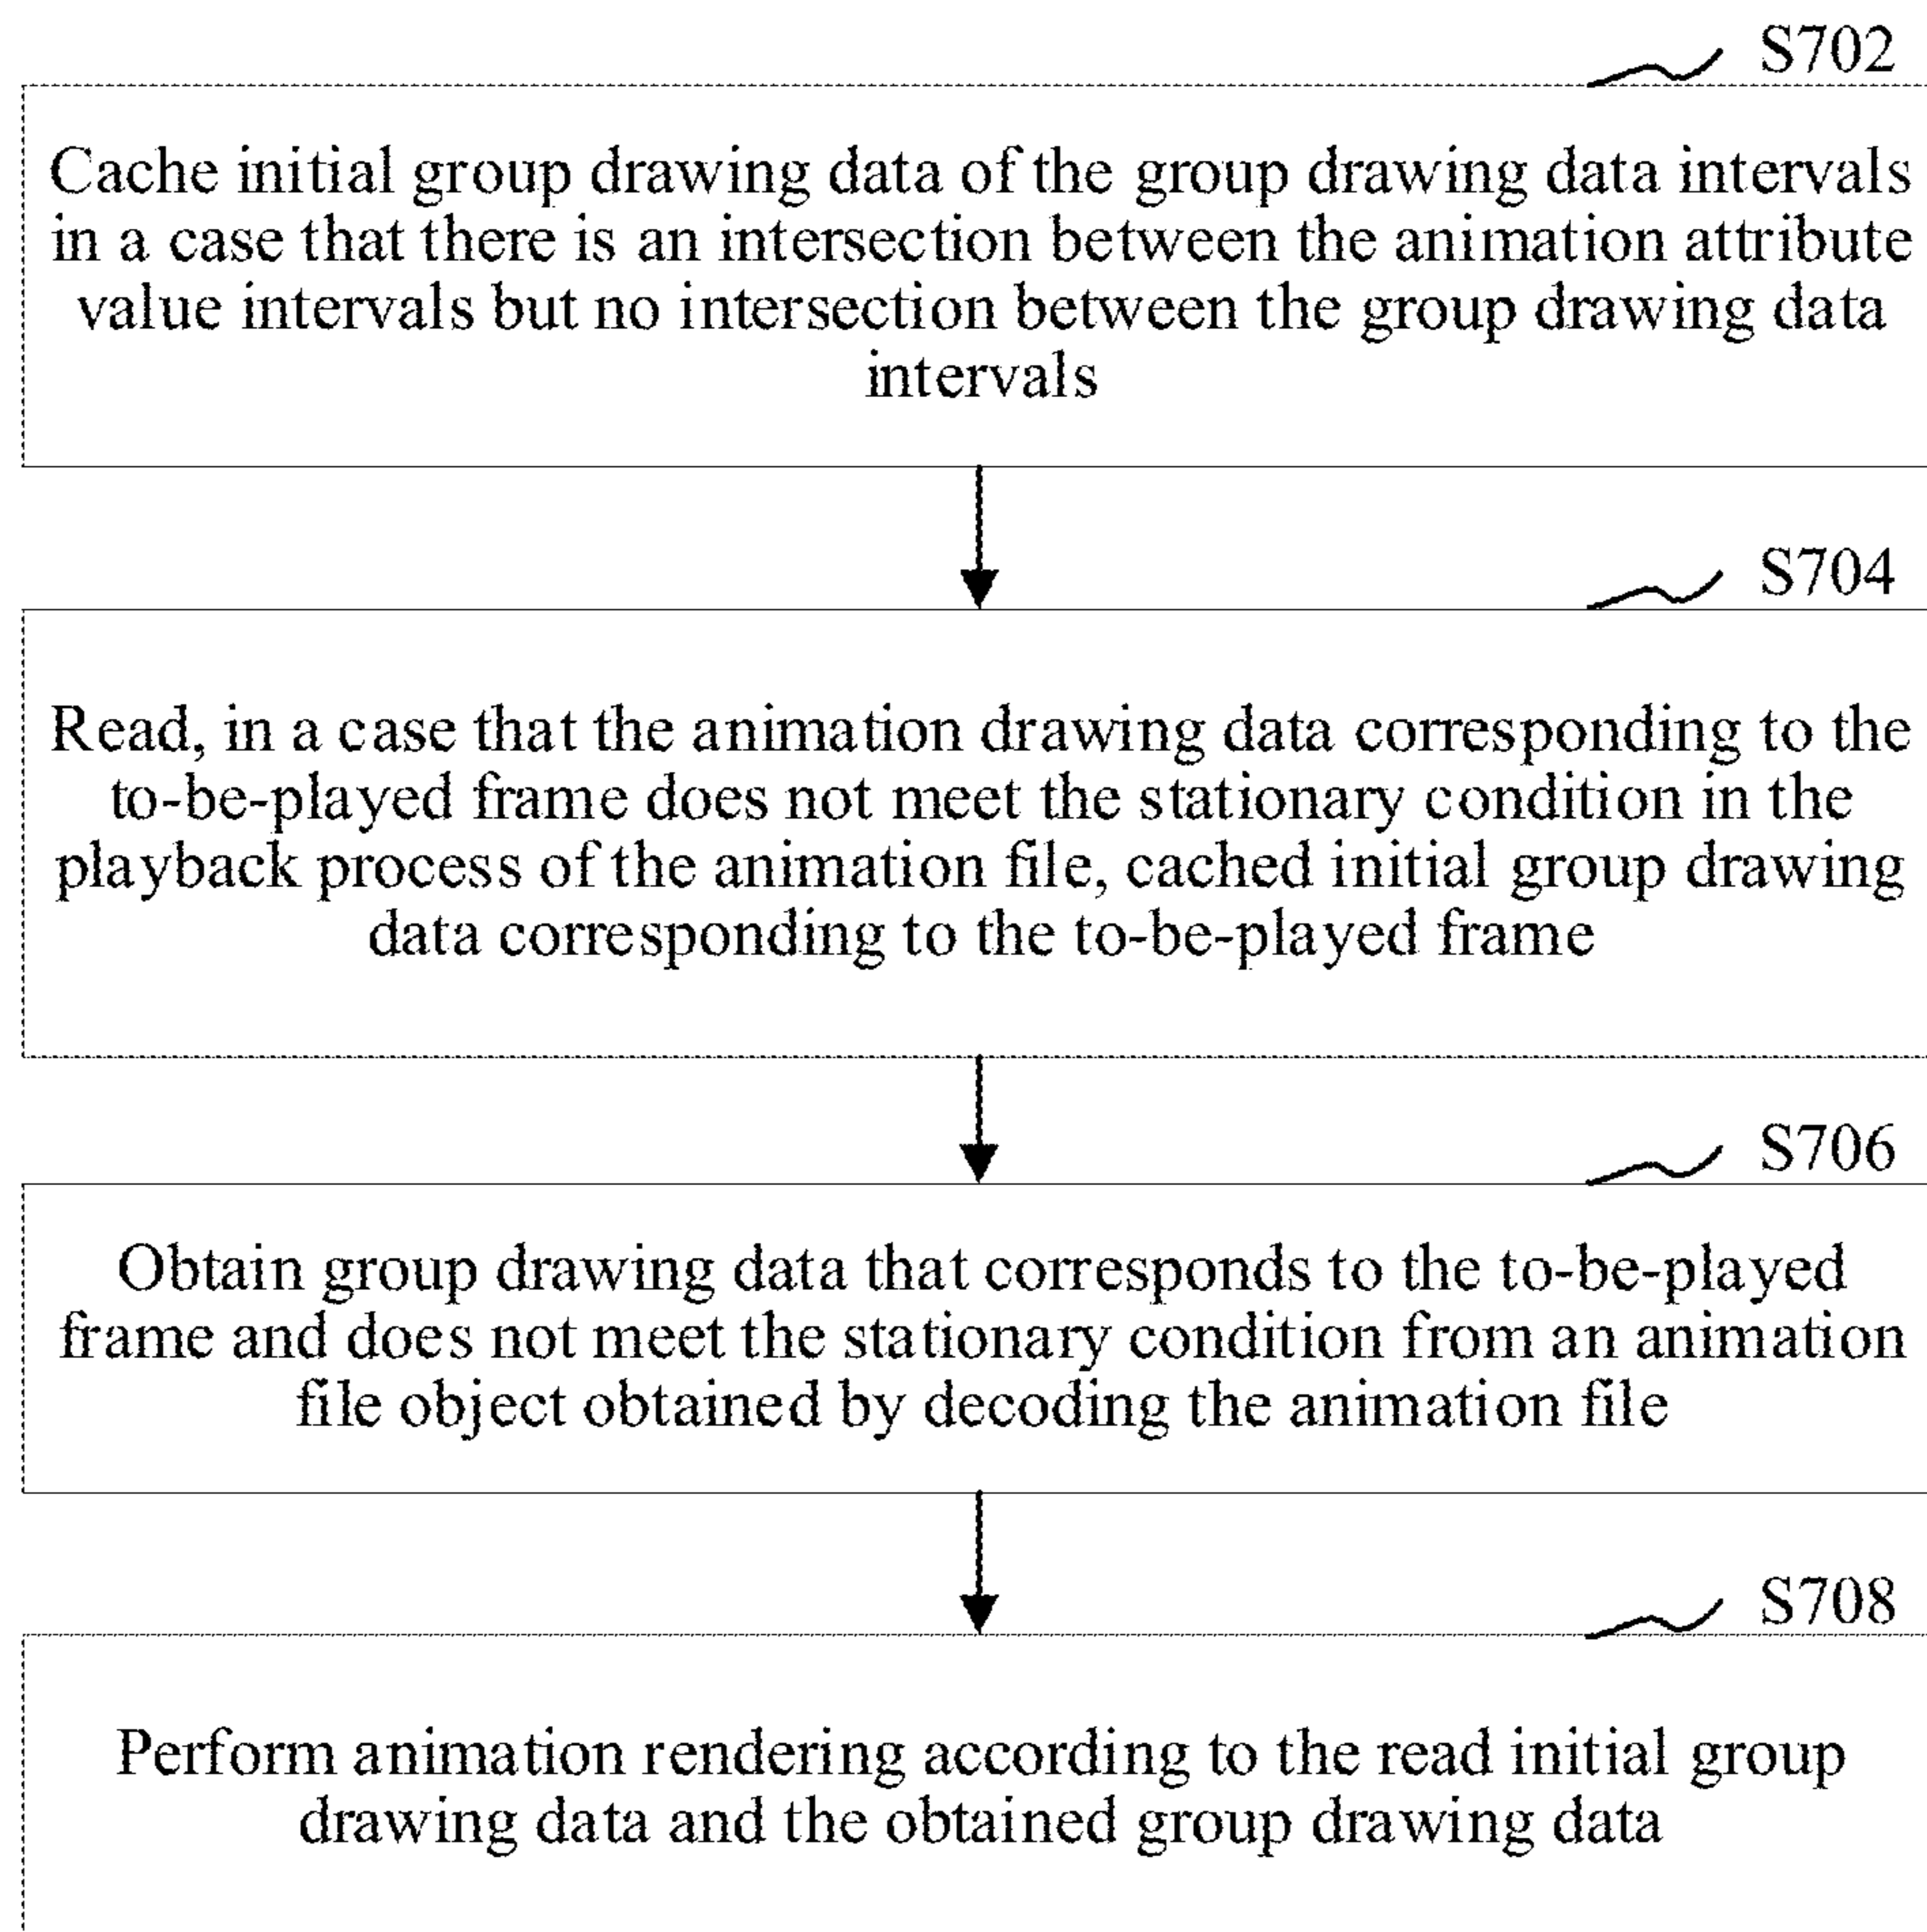 S702
Cache initial group drawing data of the group drawing data intervals
in a case that there is an intersection between the animation attribute
value intervals but no intersection between the group drawing data
intervals
S704
Read, in a case that the animation drawing data corresponding to the
to-be-played frame does not meet the stationary condition in the
playback process of the animation file, cached initial group drawing
data corresponding to the to-be-played frame
S706
Obtain group drawing data that corresponds to the to-be-played
frame and does not meet the stationary condition from an animation
file object obtained by decoding the animation file
S708
Perform animation rendering according to the read initial group
drawing data and the obtained group drawing data